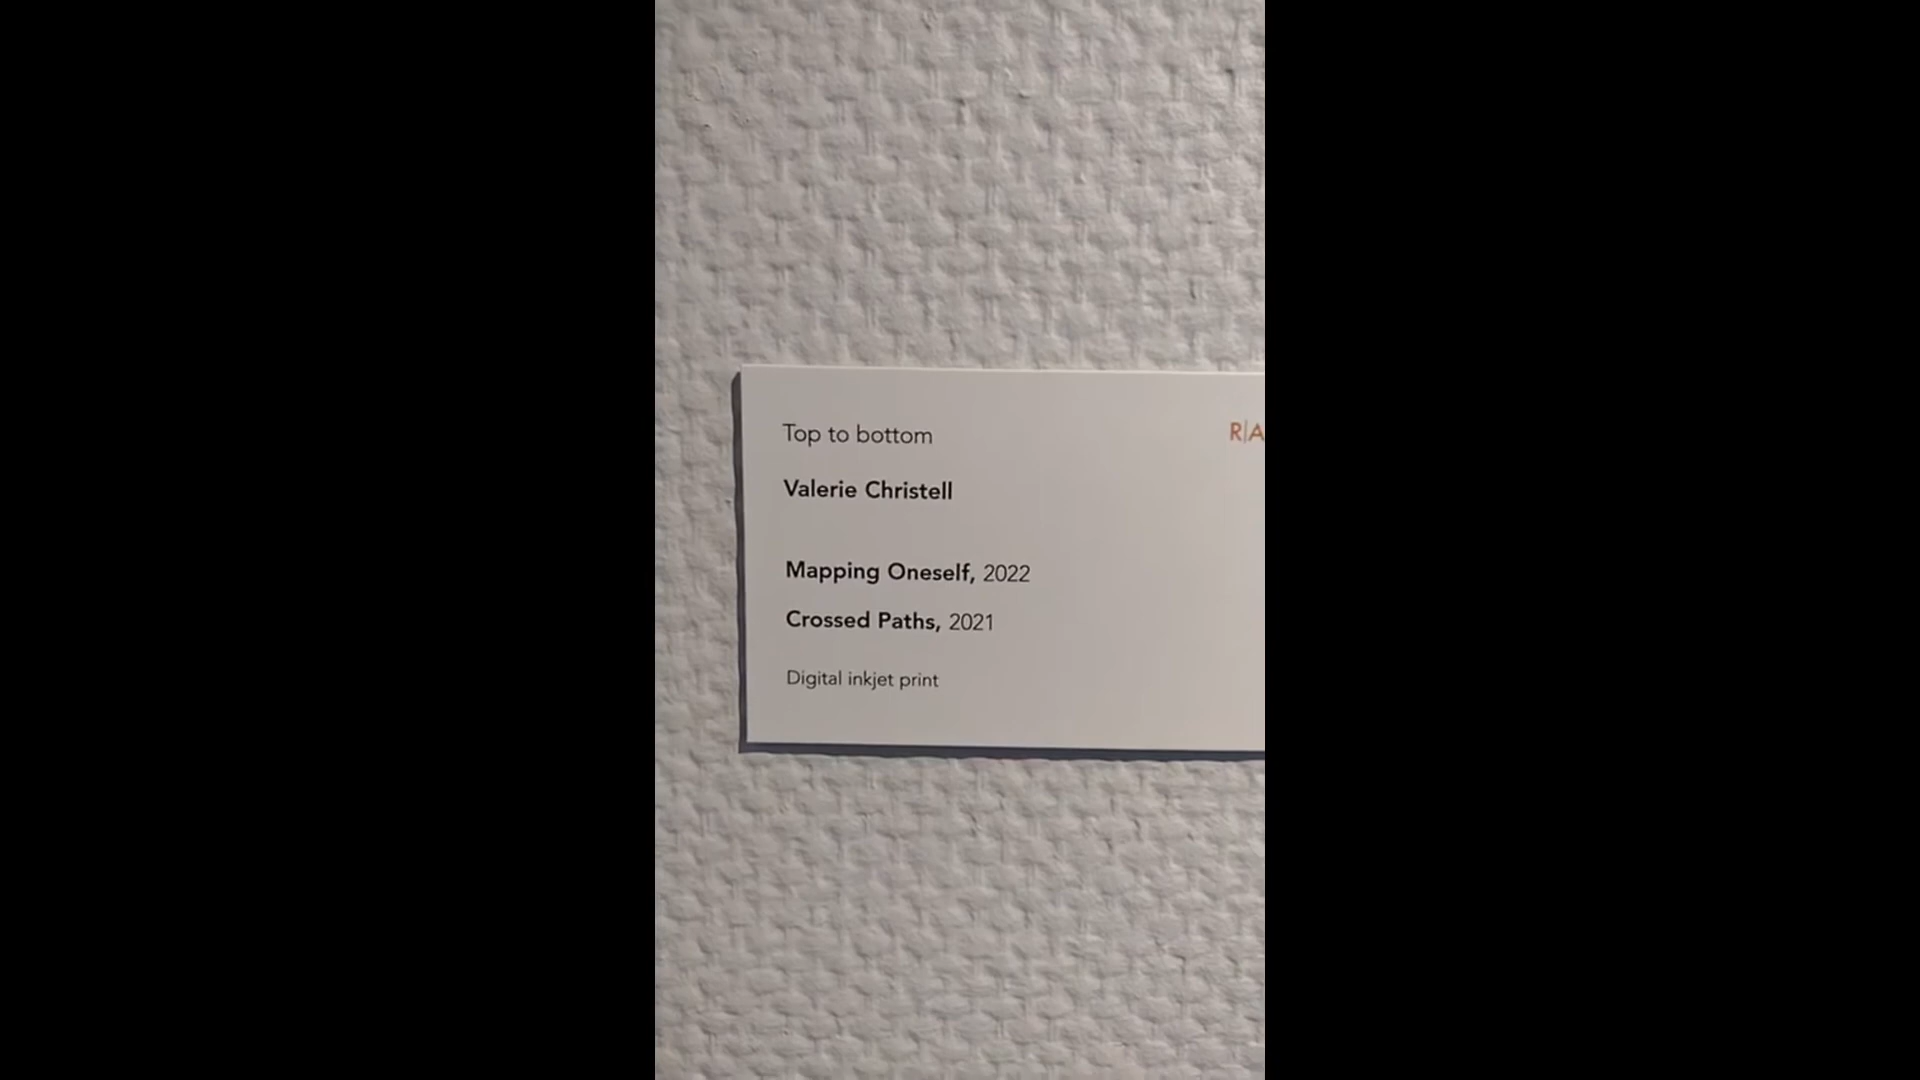 Top to bottom
R|A
Valerie Christell
Mapping Oneself, 2022
Crossed Paths, 2021
Digital inkjet print